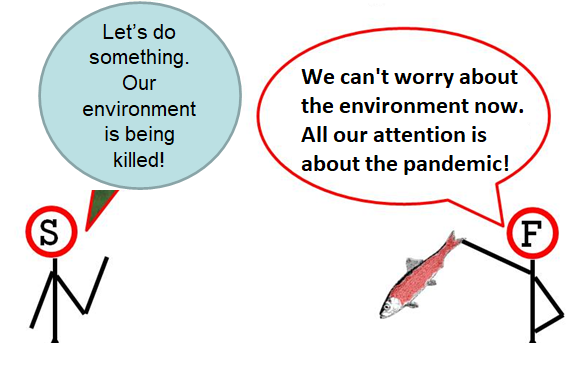 Let’s do
something.
Our
environment
is being
killed!
We can't worry about
the environment now.
All our attention is
about the pandemic!
S
F